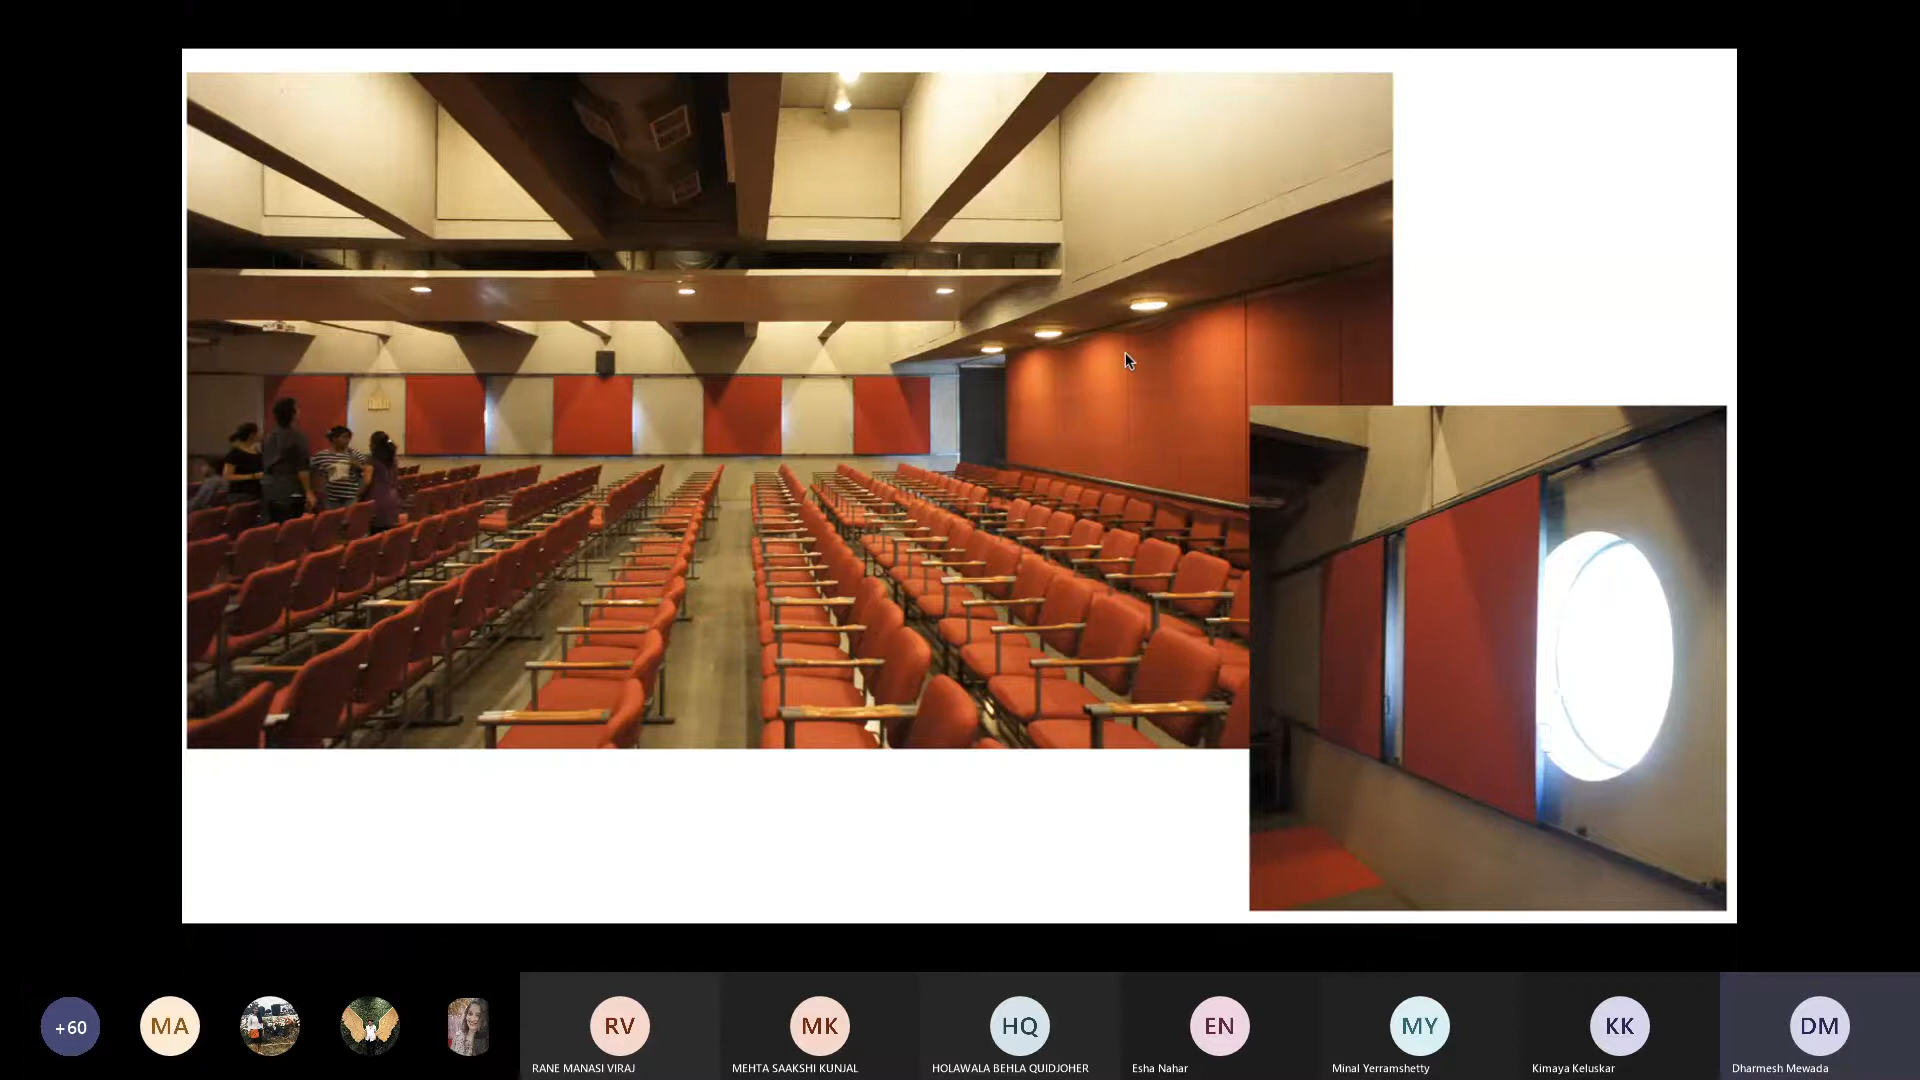 +60
MA
RV
MK
HQ
EN
MY
KK
DM
RANE MANASI VIRAJ
MEHTA SAAKSHI KUNJAL
HOLAWALA BEHLA QUIDJOHER
Esha Nahar
Minal Yerramshetty
Kimaya Keluskar
Dharmesh Mewada